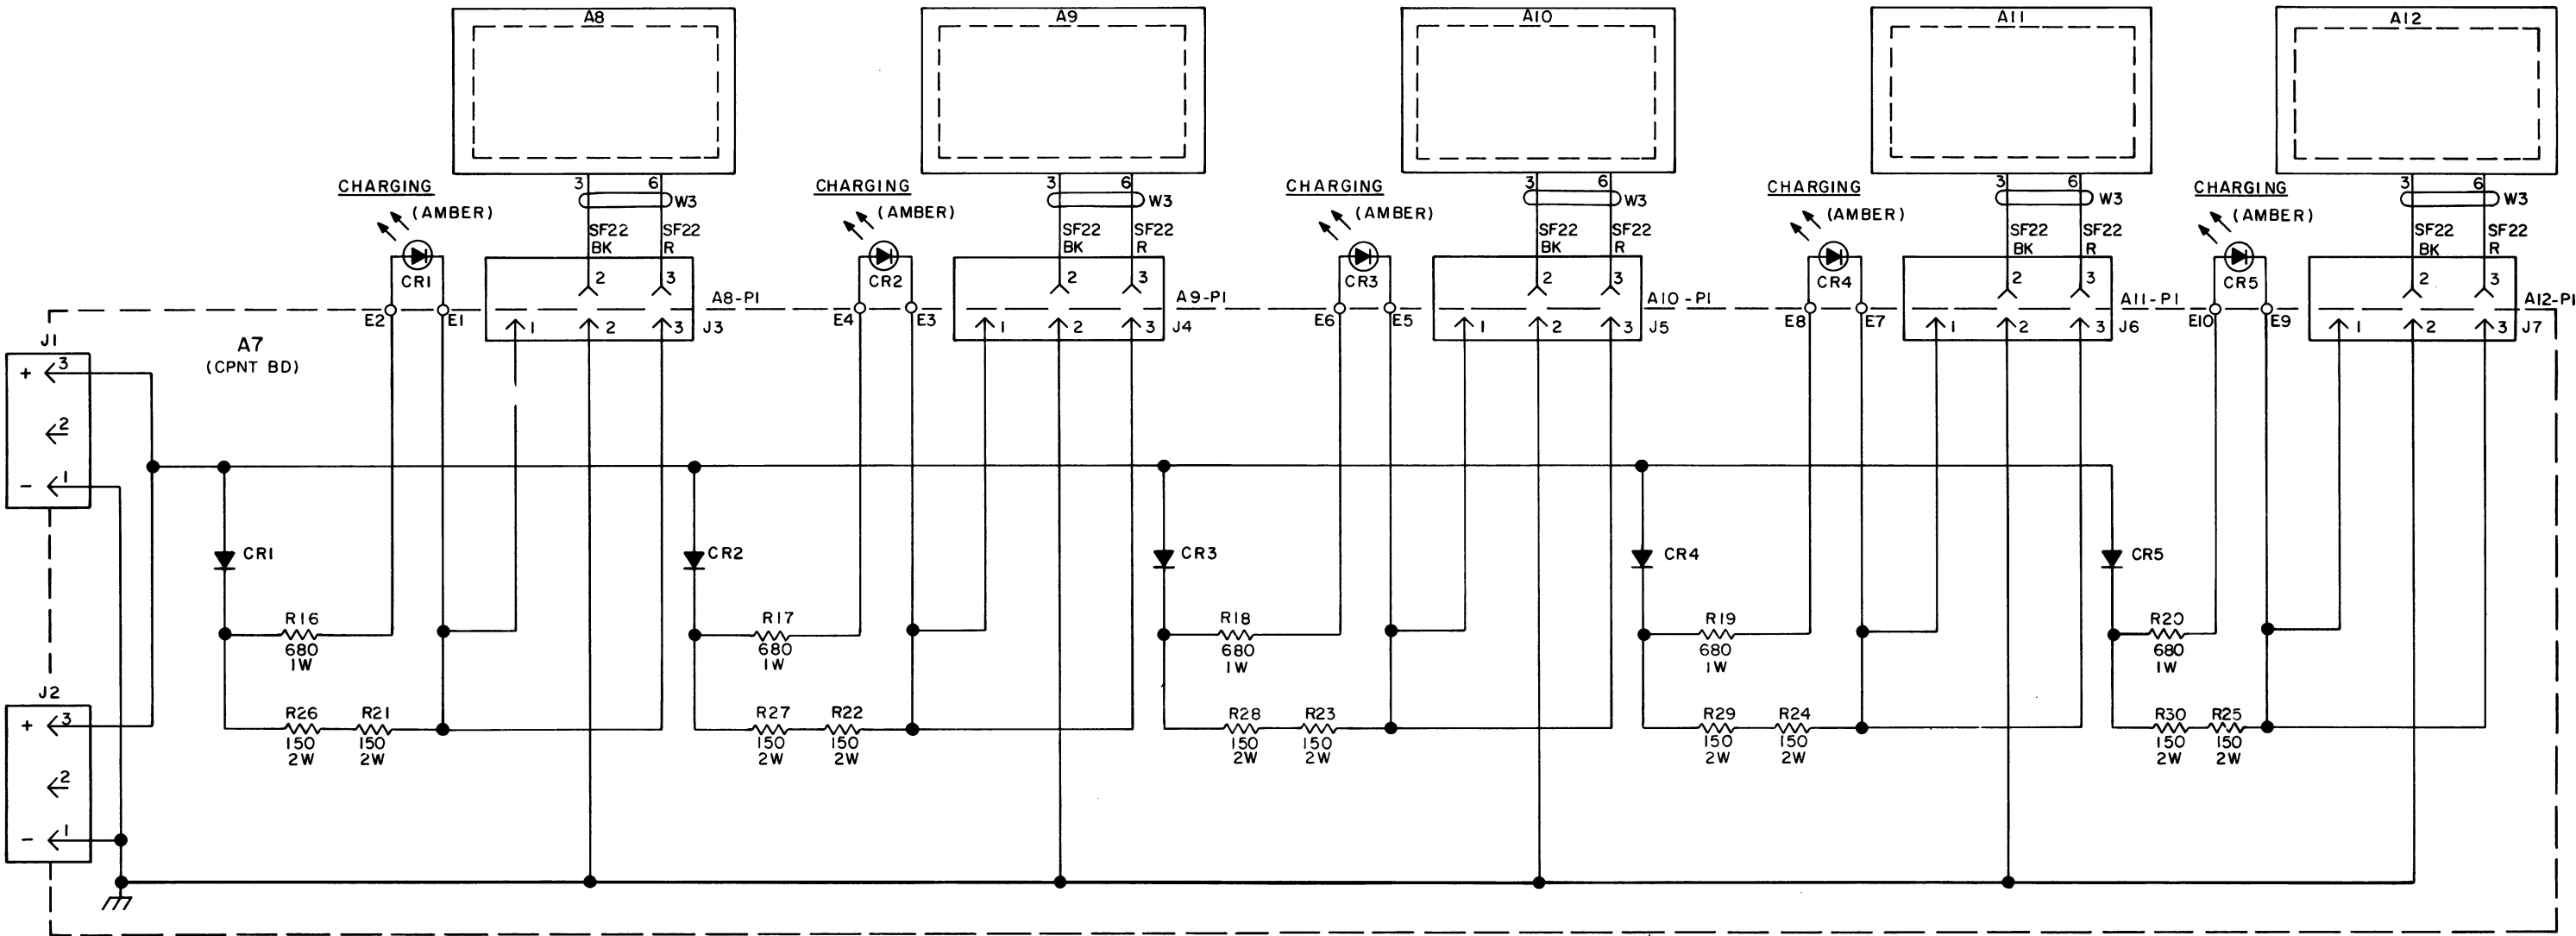 A8
A9
A10
A11
A12
3 6
3 6
3 6
3 6
3 6
W3
W3
W3
W3
W3
CHARGING
CHARGING
CHARGING
CHARGING
CHARGING
(AMBER)
(AMBER)
(AMBER)
(AMBER)
(AMBER)
SF22 SF22
SF22 SF22
SF22 SF22
SF22 SF22
SF22 SF22
BK R
BK R
BK R
BK R
BK R
CR1
CR2
CR3
CR4
CR5
2 3
2 3
2 3
2 3
2 3
A8-P1
A9-P1
A10-P1
A11-P1
A12-P1
E2 E1
E4 E3
E6 E5
E8 E7
E10 E9
1 2 3 J3
1 2 3 J4
1 2 3 J5
1 2 3 J6
1 2 3 J7
A7
(CPNT BD)
J1
+ 3
2
- 1
CR1
CR2
CR3
CR4
CR5
R16
680
1W
R17
680
1W
R18
680
1W
R19
680
1W
R20
680
1W
J2
+ 3
2
- 1
R26 R21
150 150
2W 2W
R27 R22
150 150
2W 2W
R28 R23
150 150
2W 2W
R29 R24
150 150
2W 2W
R30 R25
150 150
2W 2W